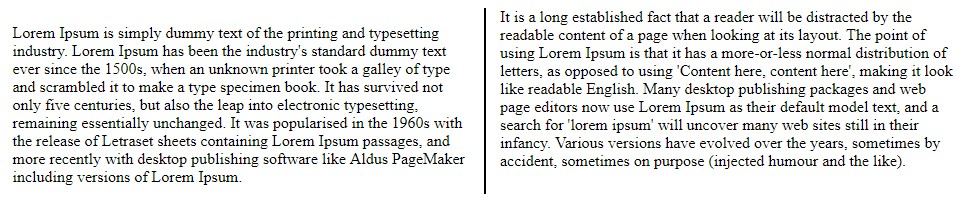 Lorem Ipsum is simply dummy text of the printing and typesetting
industry. Lorem Ipsum has been the industry's standard dummy text
ever since the 1500s, when an unknown printer took a galley of type
and scrambled it to make a type specimen book. It has survived not
only five centuries, but also the leap into electronic typesetting,
remaining essentially unchanged. It was popularised in the 1960s with
the release of Letraset sheets containing Lorem Ipsum passages, and
more recently with desktop publishing software like Aldus PageMaker
including versions of Lorem Ipsum.
It is a long established fact that a reader will be distracted by the
readable content of a page when looking at its layout. The point of
using Lorem Ipsum is that it has a more-or-less normal distribution of
letters, as opposed to using 'Content here, content here', making it look
like readable English. Many desktop publishing packages and web
page editors now use Lorem Ipsum as their default model text, and a
search for 'lorem ipsum' will uncover many web sites still in their
infancy. Various versions have evolved over the years, sometimes by
accident, sometimes on purpose (injected humour and the like).